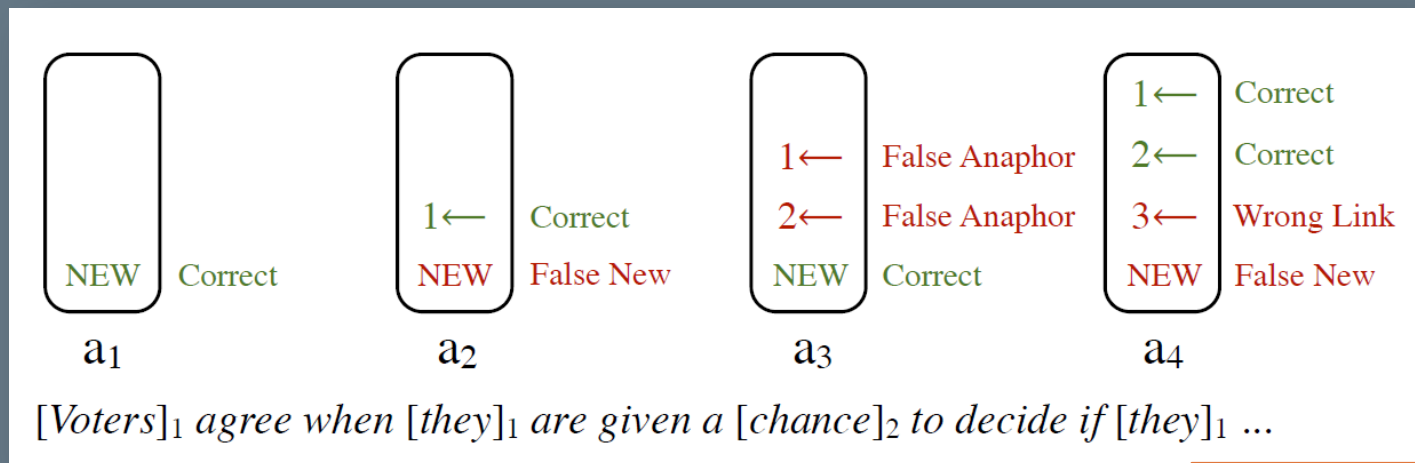 1← Correct
1← False Anaphor 2← Correct
1← Correct 2← False Anaphor 3← Wrong Link
NEW Correct NEW False New NEW Correct NEW False New
a₁ a₂ a₃ a₄
[Voters]₁ agree when [they]₁ are given a [chance]₂ to decide if [they]₁ ...